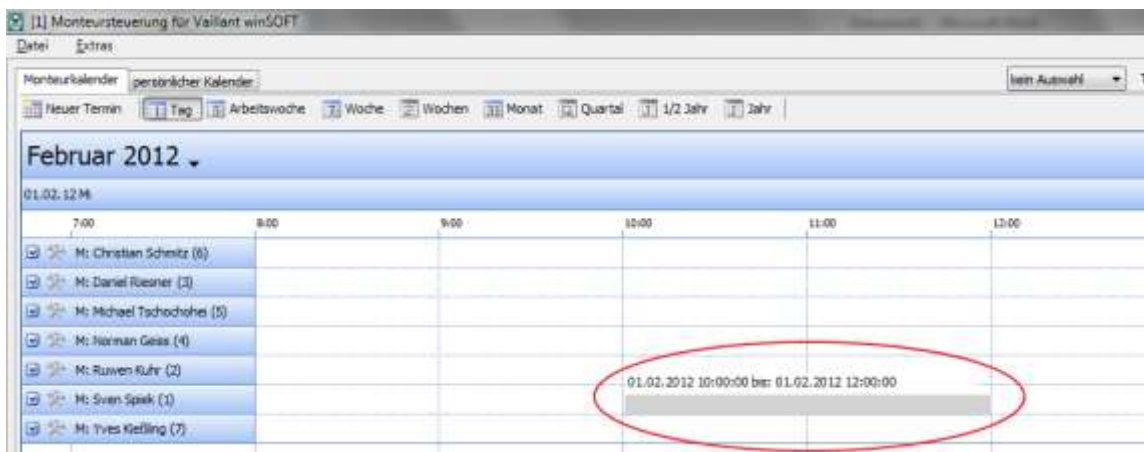 [1] Monteursteuerung für Vaillant winSOFT
Datei Extras
Monteurkalender persönlicher Kalender kein Auswahl
Neuer Termin Tag Arbeitswoche Woche Wochen Monat Quartal 1/2 Jahr Jahr
Februar 2012
01.02.12 Mi
7:00 8:00 9:00 10:00 11:00 12:00
M: Christian Schmitz (6)
M: Daniel Riesner (3)
M: Michael Tschochohei (5)
M: Norman Geiss (4)
M: Ruwen Kuhr (2)
01.02.2012 10:00:00 bis: 01.02.2012 12:00:00
M: Sven Spiek (1)
M: Yves Kießling (7)